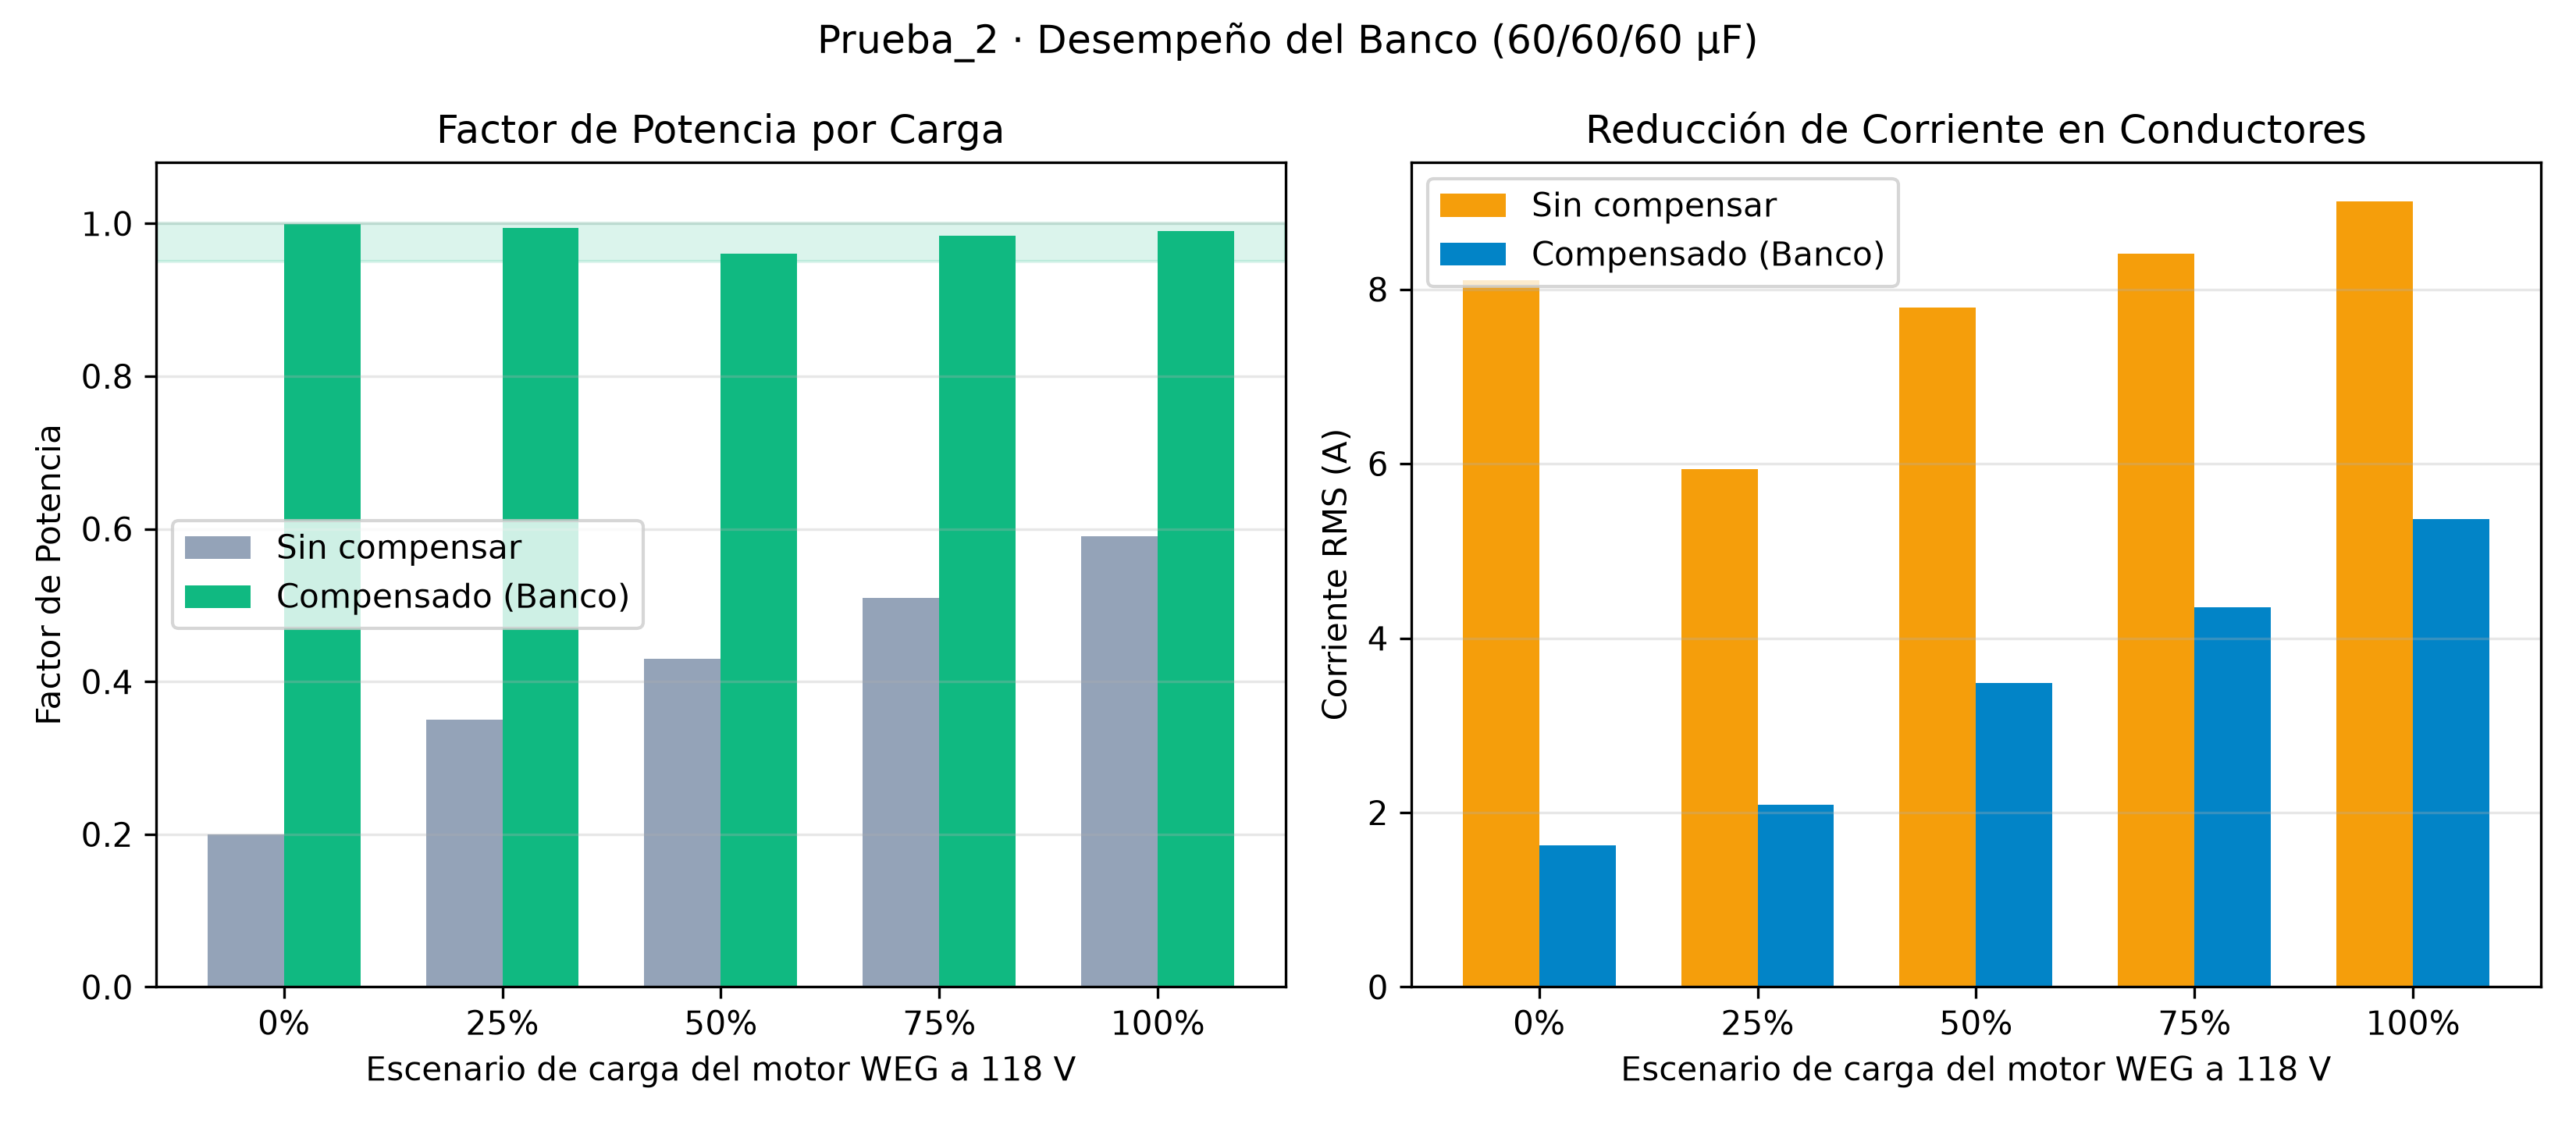 Prueba_2 · Desempeño del Banco (60/60/60 µF)
Factor de Potencia por Carga
Factor de Potencia
1.0
0.8
0.6
0.4
0.2
0.0
Sin compensar
Compensado (Banco)
0% 25% 50% 75% 100%
Escenario de carga del motor WEG a 118 V
Reducción de Corriente en Conductores
Corriente RMS (A)
8
6
4
2
0
Sin compensar
Compensado (Banco)
0% 25% 50% 75% 100%
Escenario de carga del motor WEG a 118 V